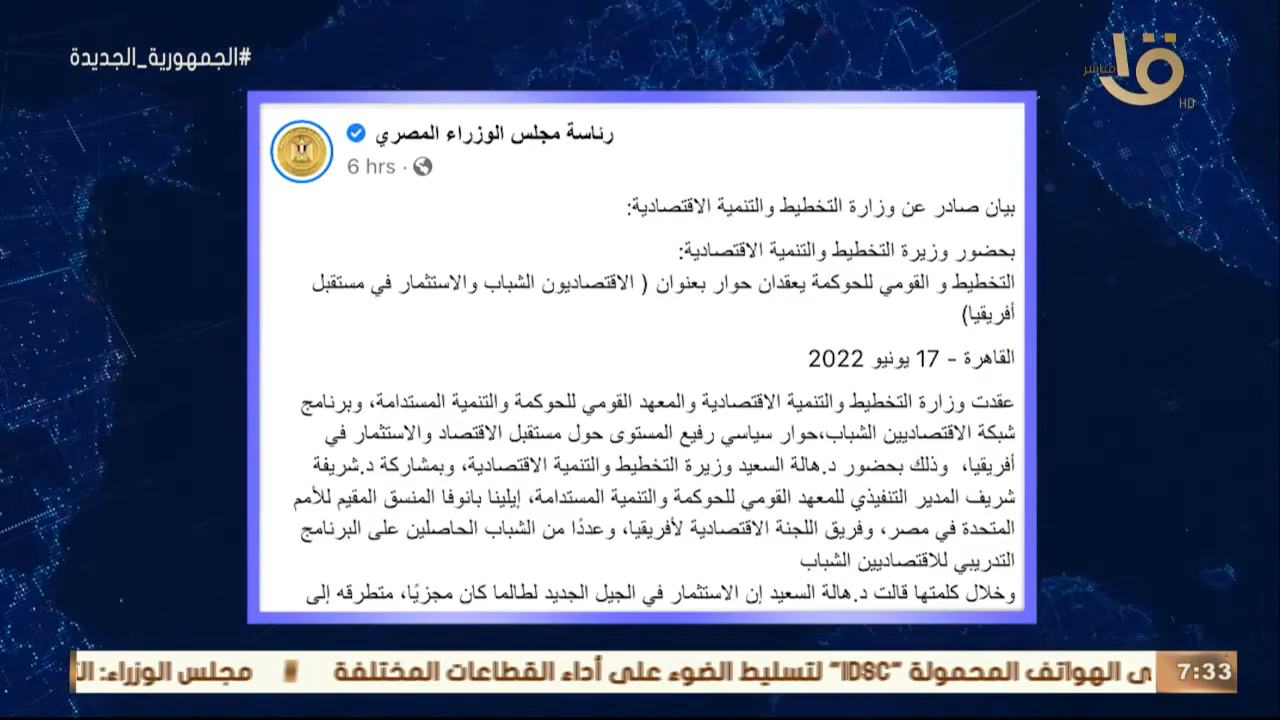 #الجمهورية_الجديدة
مباشر
HD
رئاسة مجلس الوزراء المصري
6 hrs ·
بيان صادر عن وزارة التخطيط والتنمية الاقتصادية:
بحضور وزيرة التخطيط والتنمية الاقتصادية:
التخطيط و القومي للحوكمة يعقدان حوار بعنوان ( الاقتصاديون الشباب والاستثمار في مستقبل
أفريقيا)
القاهرة - 17 يونيو 2022
عقدت وزارة التخطيط والتنمية الاقتصادية والمعهد القومي للحوكمة والتنمية المستدامة، وبرنامج
شبكة الاقتصاديين الشباب،حوار سياسي رفيع المستوى حول مستقبل الاقتصاد والاستثمار في
أفريقيا، وذلك بحضور د.هالة السعيد وزيرة التخطيط والتنمية الاقتصادية، وبمشاركة د.شريفة
شريف المدير التنفيذي للمعهد القومي للحوكمة والتنمية المستدامة، إيلينا بانوفا المنسق المقيم للأمم
المتحدة في مصر، وفريق اللجنة الاقتصادية لأفريقيا، وعددًا من الشباب الحاصلين على البرنامج
التدريبي للاقتصاديين الشباب
وخلال كلمتها قالت د.هالة السعيد إن الاستثمار في الجيل الجديد لطالما كان مجزيًا، متطرقه إلى
7:33
ى الهواتف المحمولة "IDSC" لتسليط الضوء على أداء القطاعات المختلفة مجلس الوزراء: